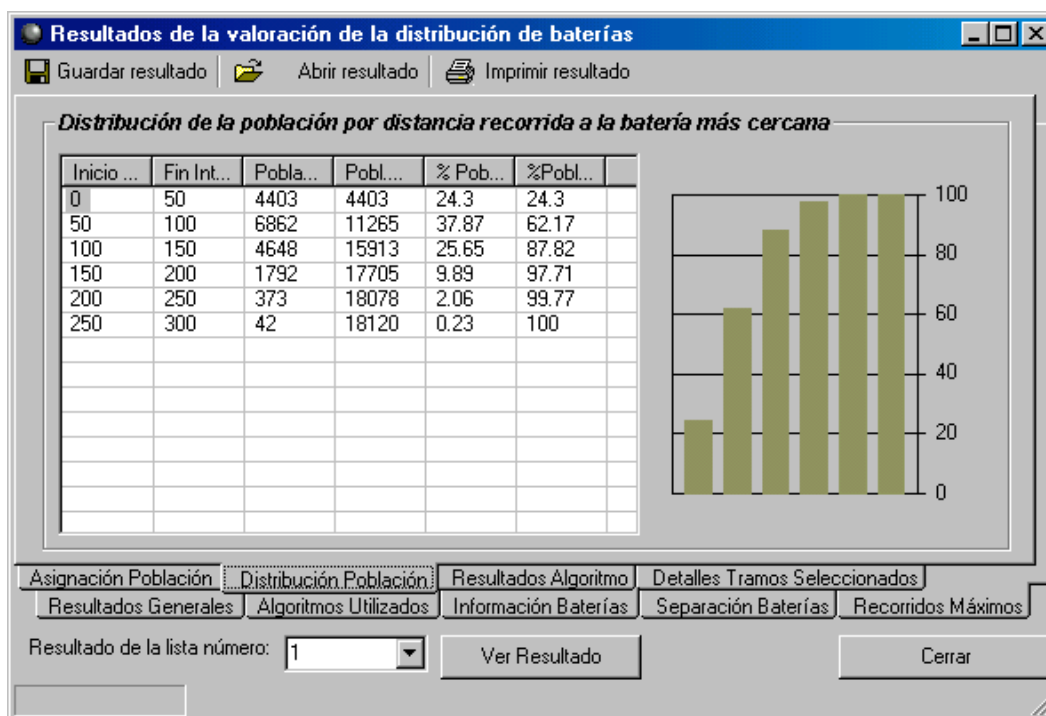 Resultados de la valoración de la distribución de baterías
Guardar resultado Abrir resultado Imprimir resultado
Distribución de la población por distancia recorrida a la batería más cercana
Inicio ... Fin Int... Pobla... Pobl.... % Pob... %Pobl...
0 50 4403 4403 24.3 24.3
50 100 6862 11265 37.87 62.17
100 150 4648 15913 25.65 87.82
150 200 1792 17705 9.89 97.71
200 250 373 18078 2.06 99.77
250 300 42 18120 0.23 100
100
80
60
40
20
0
Asignación Población Distribución Población Resultados Algoritmo Detalles Tramos Seleccionados
Resultados Generales Algoritmos Utilizados Información Baterías Separación Baterías Recorridos Máximos
Resultado de la lista número: 1 Ver Resultado Cerrar